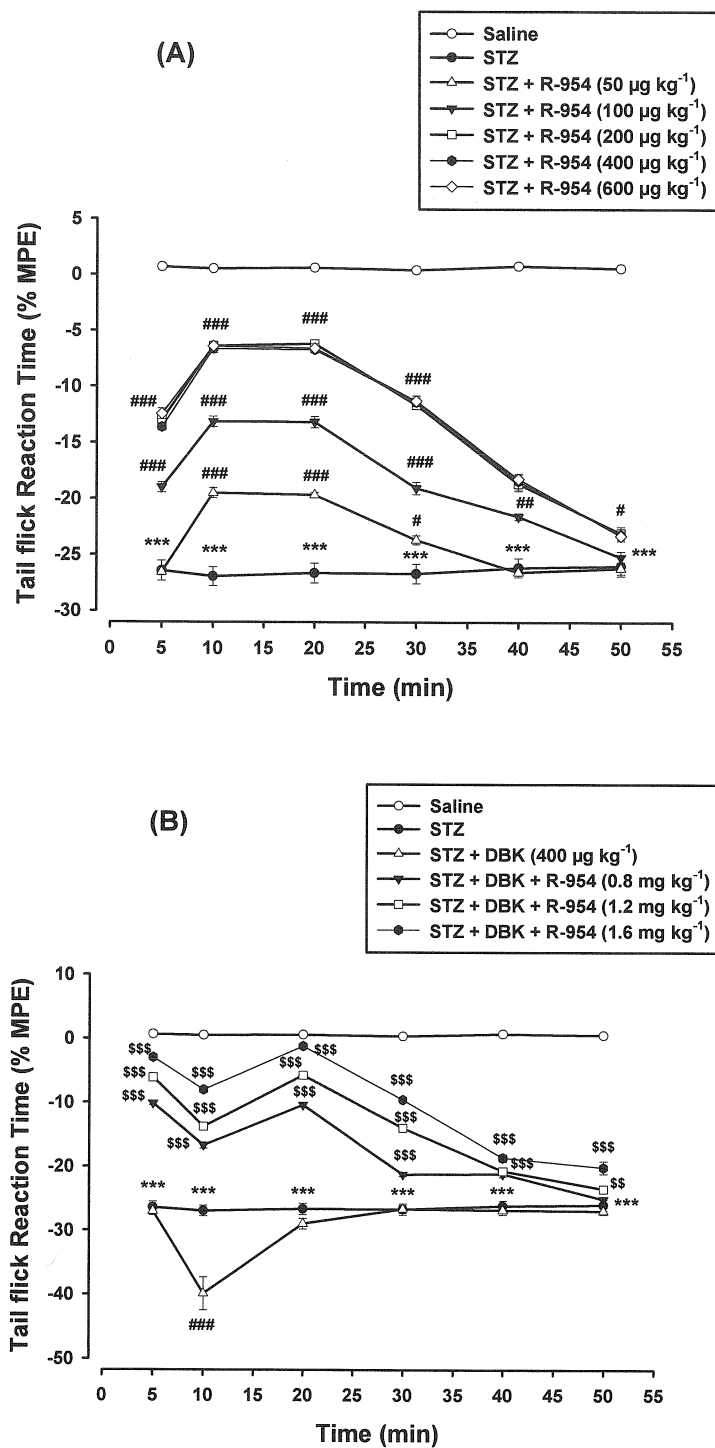 (A)
Saline
STZ
STZ + R-954 (50 µg kg⁻¹)
STZ + R-954 (100 µg kg⁻¹)
STZ + R-954 (200 µg kg⁻¹)
STZ + R-954 (400 µg kg⁻¹)
STZ + R-954 (600 µg kg⁻¹)
Tail flick Reaction Time (% MPE)
5
0
-5
-10
-15
-20
-25
-30
### ###
### ###
### ###
### ###
### #
##
### ###
#
*** *** *** *** *** ***
0 5 10 15 20 25 30 35 40 45 50 55
Time (min)
(B)
Saline
STZ
STZ + DBK (400 µg kg⁻¹)
STZ + DBK + R-954 (0.8 mg kg⁻¹)
STZ + DBK + R-954 (1.2 mg kg⁻¹)
STZ + DBK + R-954 (1.6 mg kg⁻¹)
Tail flick Reaction Time (% MPE)
10
0
-10
-20
-30
-40
-50
$$$ $$$ $$$ $$$ $$$ $$$
$$$ $$$ $$$ $$$ $$$ $$
$$$ $$$ $$$ $$$
*** *** *** *** *** ***
###
0 5 10 15 20 25 30 35 40 45 50 55
Time (min)